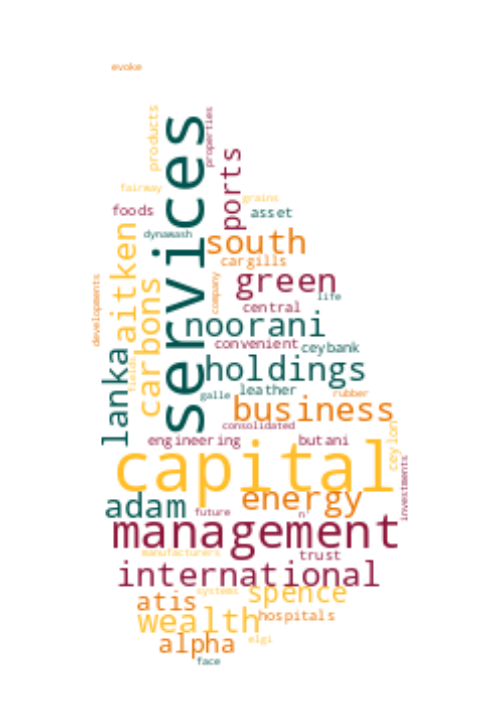 evoke
products
services
properties
ports
fairway
grains
foods
asset
aitken
dynawash
south
cargills
developments
carbons
company
green
life
central
noorani
convenient
ceybank
lanka
fields
holdings
galle
leather
rubber
business
consolidated
engineering
butani
ceylon
capital
investments
adam
energy
future
n'
management
manufacturers
trust
international
systems
spence
atis
wealth
hospitals
alpha
elgi
face